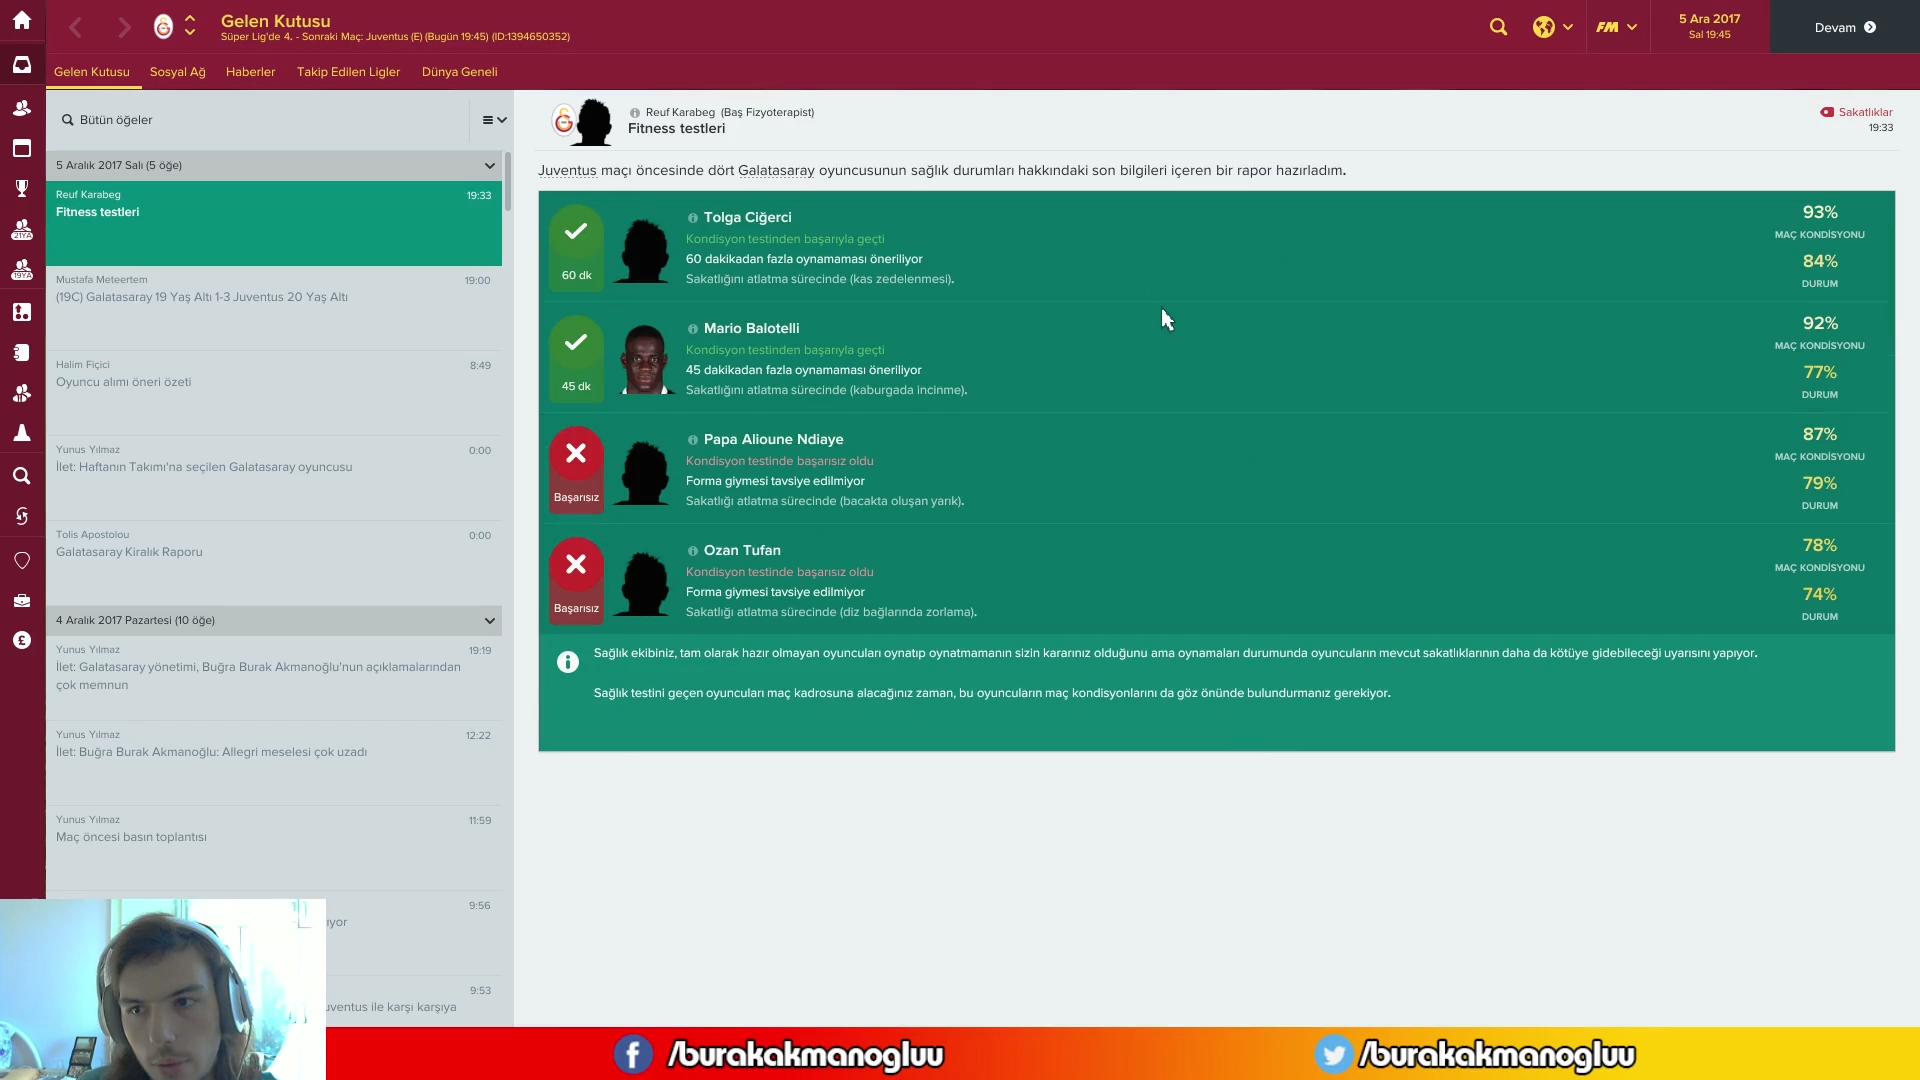 Gelen Kutusu
Süper Lig'de 4. - Sonraki Maç: Juventus (E) (Bugün 19:45) (ID:1394650352)
FM
5 Ara 2017
Sal 19:45
Devam
Gelen Kutusu
Sosyal Ağ
Haberler
Takip Edilen Ligler
Dünya Geneli
Bütün öğeler
5 Aralık 2017 Salı (5 öğe)
Reuf Karabeg
19:33
Fitness testleri
Mustafa Meteertem
19:00
(19C) Galatasaray 19 Yaş Altı 1-3 Juventus 20 Yaş Altı
Halim Fiçici
8:49
Oyuncu alımı öneri özeti
Yunus Yılmaz
0:00
İlet: Haftanın Takımı'na seçilen Galatasaray oyuncusu
Tolis Apostolou
0:00
Galatasaray Kiralık Raporu
4 Aralık 2017 Pazartesi (10 öğe)
Yunus Yılmaz
19:19
İlet: Galatasaray yönetimi, Buğra Burak Akmanoğlu'nun açıklamalarından
çok memnun
Yunus Yılmaz
12:22
İlet: Buğra Burak Akmanoğlu: Allegri meselesi çok uzadı
Yunus Yılmaz
11:59
Maç öncesi basın toplantısı
9:56
ıyor
9:53
uventus ile karşı karşıya
21YA
19YA
Reuf Karabeg (Baş Fizyoterapist)
Fitness testleri
Sakatlıklar
19:33
Juventus maçı öncesinde dört Galatasaray oyuncusunun sağlık durumları hakkındaki son bilgileri içeren bir rapor hazırladım.
60 dk
Tolga Ciğerci
Kondisyon testinden başarıyla geçti
60 dakikadan fazla oynamaması öneriliyor
Sakatlığını atlatma sürecinde (kas zedelenmesi).
93%
MAÇ KONDİSYONU
84%
DURUM
45 dk
Mario Balotelli
Kondisyon testinden başarıyla geçti
45 dakikadan fazla oynamaması öneriliyor
Sakatlığını atlatma sürecinde (kaburgada incinme).
92%
MAÇ KONDİSYONU
77%
DURUM
Başarısız
Papa Alioune Ndiaye
Kondisyon testinde başarısız oldu
Forma giymesi tavsiye edilmiyor
Sakatlığı atlatma sürecinde (bacakta oluşan yarık).
87%
MAÇ KONDİSYONU
79%
DURUM
Başarısız
Ozan Tufan
Kondisyon testinde başarısız oldu
Forma giymesi tavsiye edilmiyor
Sakatlığı atlatma sürecinde (diz bağlarında zorlama).
78%
MAÇ KONDİSYONU
74%
DURUM
Sağlık ekibiniz, tam olarak hazır olmayan oyuncuları oynatıp oynatmamanın sizin kararınız olduğunu ama oynamaları durumunda oyuncuların mevcut sakatlıklarının daha da kötüye gidebileceği uyarısını yapıyor.
Sağlık testini geçen oyuncuları maç kadrosuna alacağınız zaman, bu oyuncuların maç kondisyonlarını da göz önünde bulundurmanız gerekiyor.
/burakakmanogluu
/burakakmanogluu